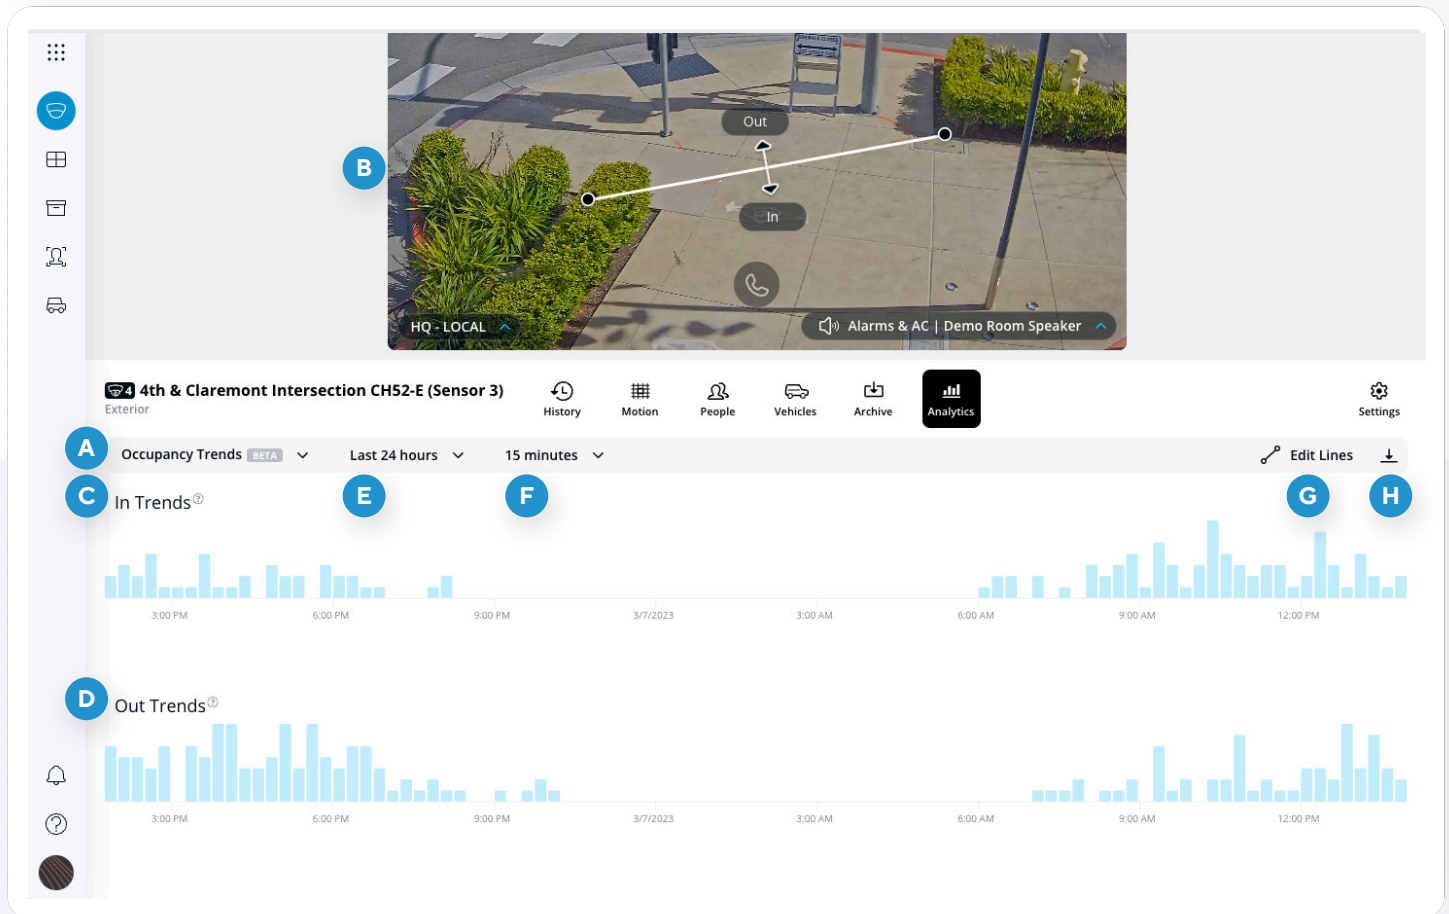 SIDEWALK CLOSED
Out
B
In
HQ - LOCAL
Alarms & AC | Demo Room Speaker
4 4th & Claremont Intersection CH52-E (Sensor 3)
Exterior
History
Motion
People
Vehicles
Archive
Analytics
Settings
A
Occupancy Trends BETA
Last 24 hours
15 minutes
Edit Lines
C
E
F
G
H
In Trends?
3:00 PM 6:00 PM 9:00 PM 3/7/2023 3:00 AM 6:00 AM 9:00 AM 12:00 PM
D
Out Trends?
3:00 PM 6:00 PM 9:00 PM 3/7/2023 3:00 AM 6:00 AM 9:00 AM 12:00 PM
?